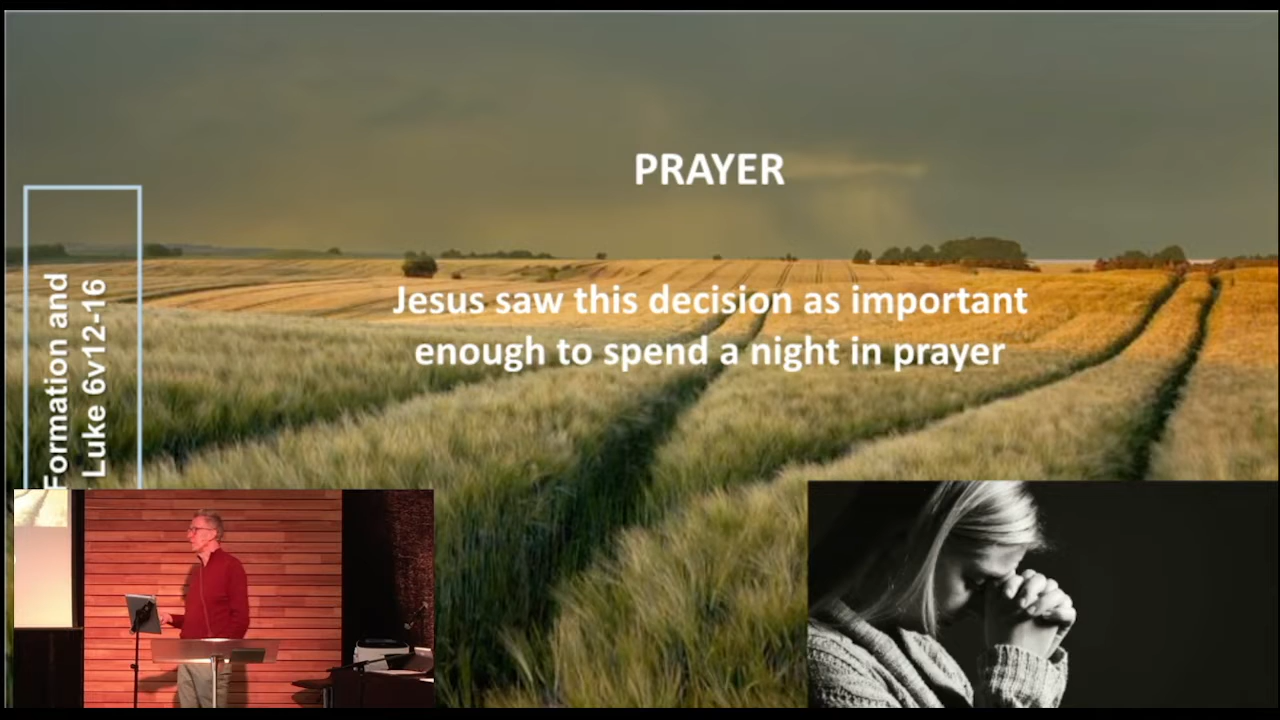 PRAYER
Jesus saw this decision as important
enough to spend a night in prayer
Formation and
Luke 6v12-16